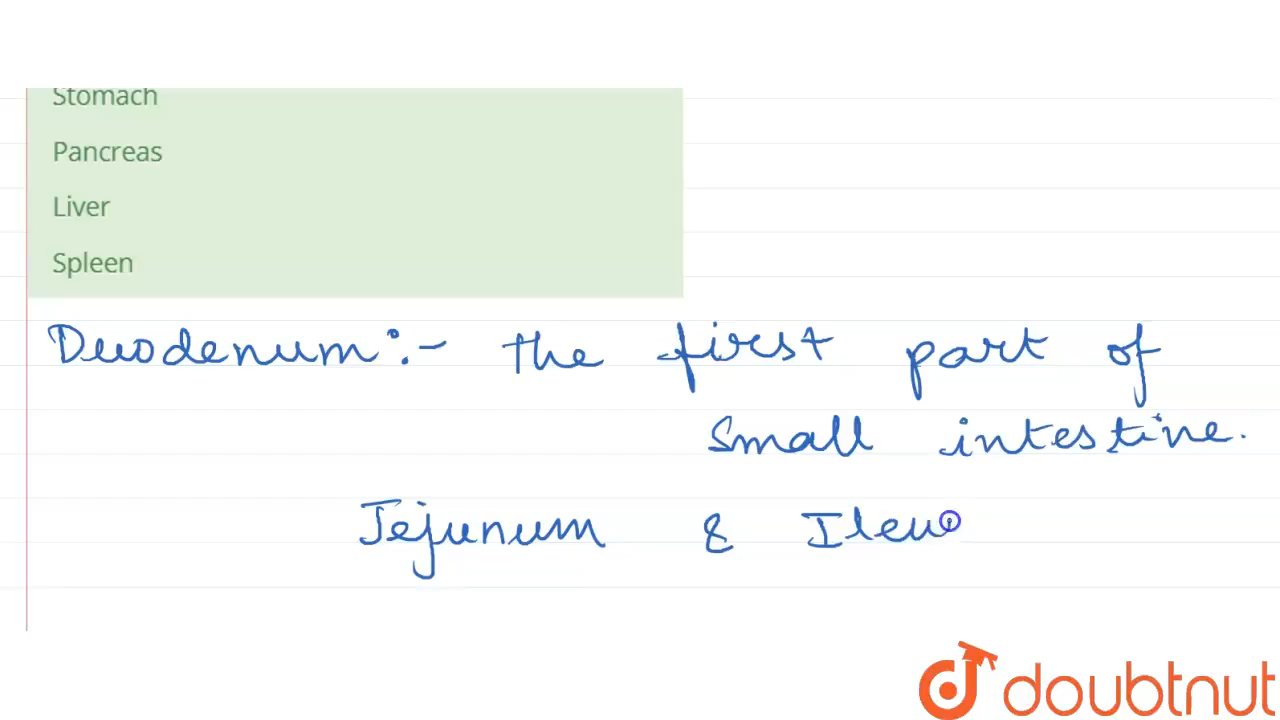 Stomach
Pancreas
Liver
Spleen
Duodenum:- the first part of
small intestine.
Jejunum & Ileu
doubtnut